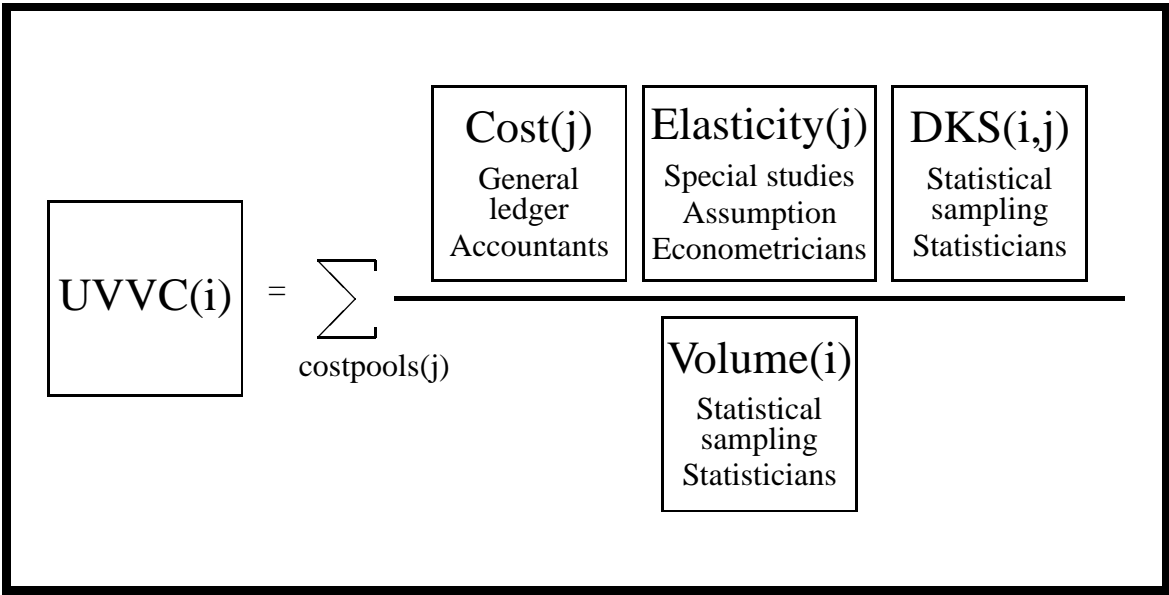 UVVC(i)
=
∑
costpools(j)
Cost(j)
General
ledger
Accountants
Elasticity(j)
Special studies
Assumption
Econometricians
DKS(i,j)
Statistical
sampling
Statisticians
Volume(i)
Statistical
sampling
Statisticians